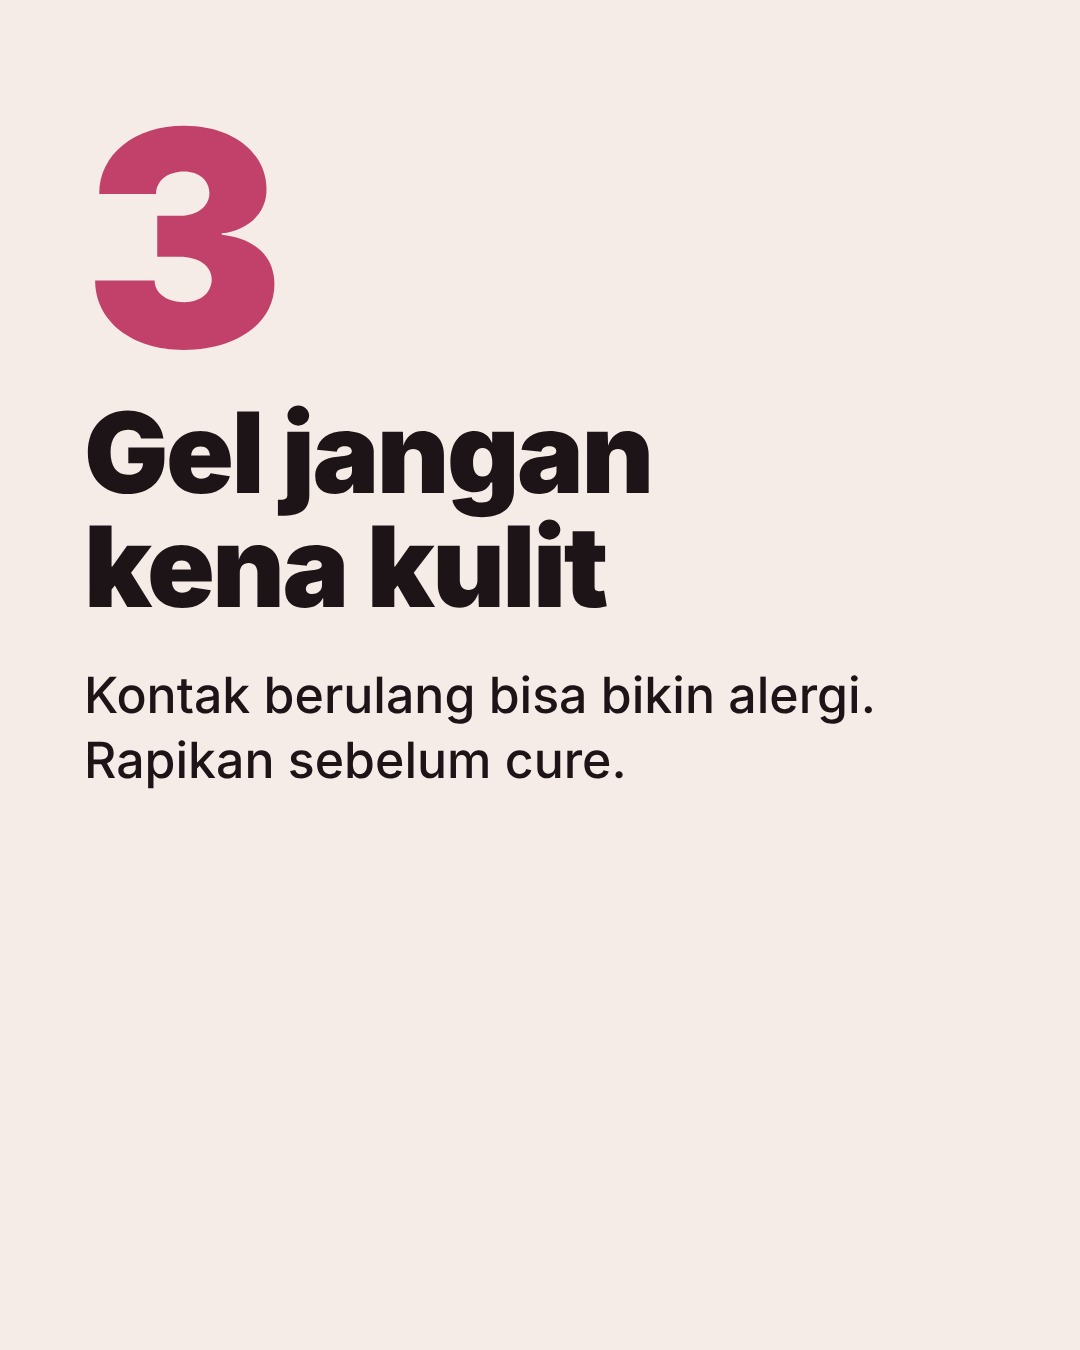 3
Gel jangan
kena kulit
Kontak berulang bisa bikin alergi.
Rapikan sebelum cure.